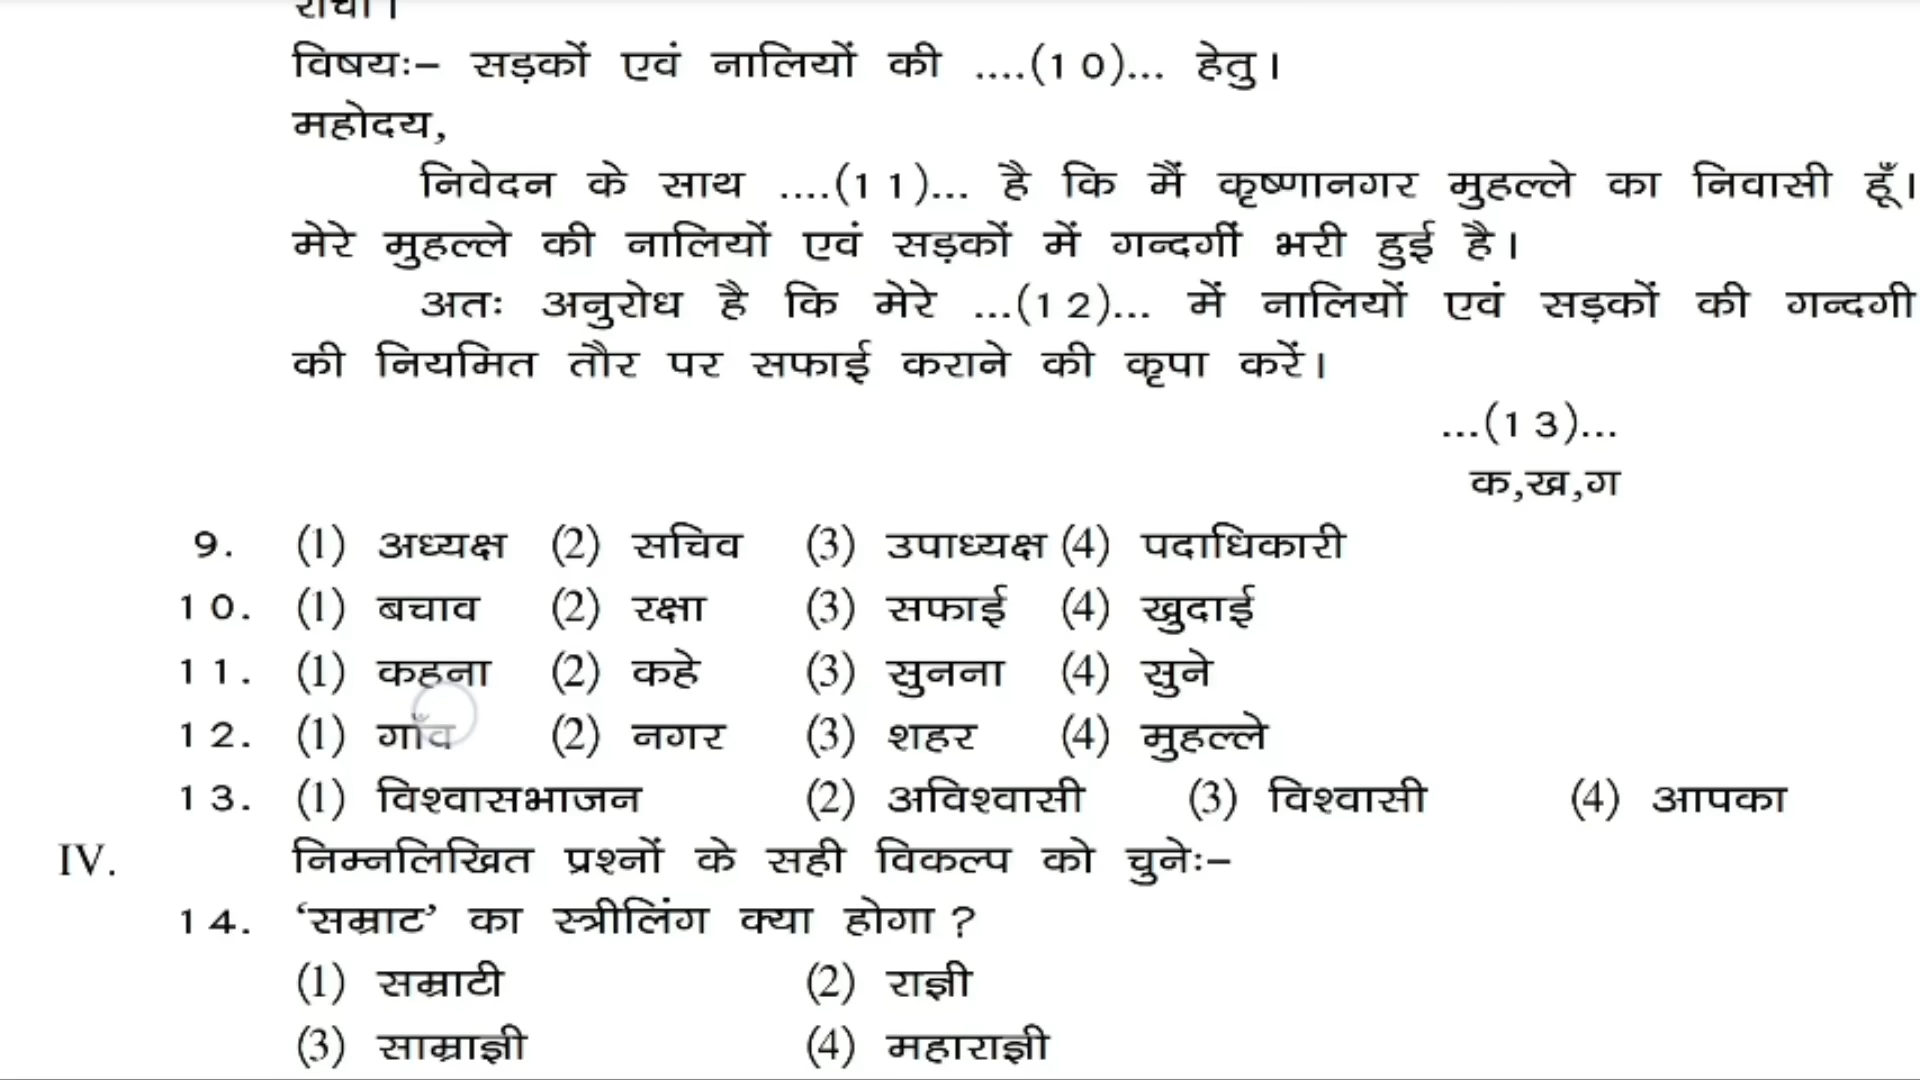 राँची।
विषयः– सड़कों एवं नालियों की ....(10)... हेतु।
महोदय,
निवेदन के साथ ....(11)... है कि मैं कृष्णानगर मुहल्ले का निवासी हूँ।
मेरे मुहल्ले की नालियों एवं सड़कों में गन्दर्गी भरी हुई है।
अतः अनुरोध है कि मेरे ...(12)... में नालियों एवं सड़कों की गन्दगी
की नियमित तौर पर सफाई कराने की कृपा करें।
...(13)...
क,ख,ग
9. (1) अध्यक्ष (2) सचिव (3) उपाध्यक्ष (4) पदाधिकारी
10. (1) बचाव (2) रक्षा (3) सफाई (4) खुदाई
11. (1) कहना (2) कहे (3) सुनना (4) सुने
12. (1) गाँव (2) नगर (3) शहर (4) मुहल्ले
13. (1) विश्वासभाजन (2) अविश्वासी (3) विश्वासी (4) आपका
IV. निम्नलिखित प्रश्नों के सही विकल्प को चुनेः–
14. ‘सम्राट’ का स्त्रीलिंग क्या होगा ?
(1) सम्राटी (2) राज्ञी
(3) साम्राज्ञी (4) महाराज्ञी